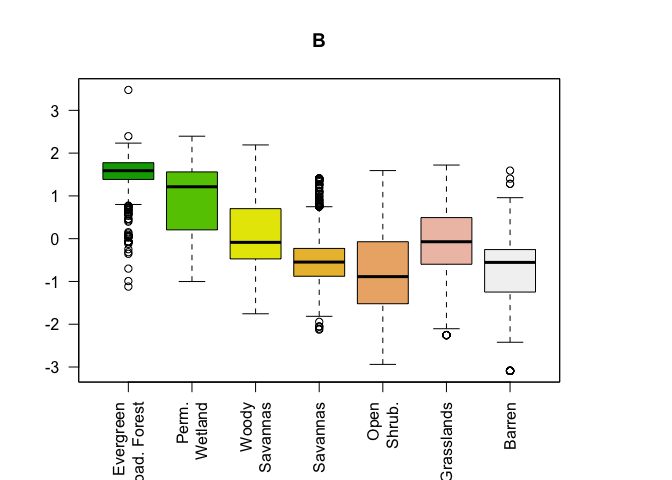 B
3
2
1
0
-1
-2
-3
Evergreen
oad. Forest
Perm.
Wetland
Woody
Savannas
Savannas
Open
Shrub.
Grasslands
Barren